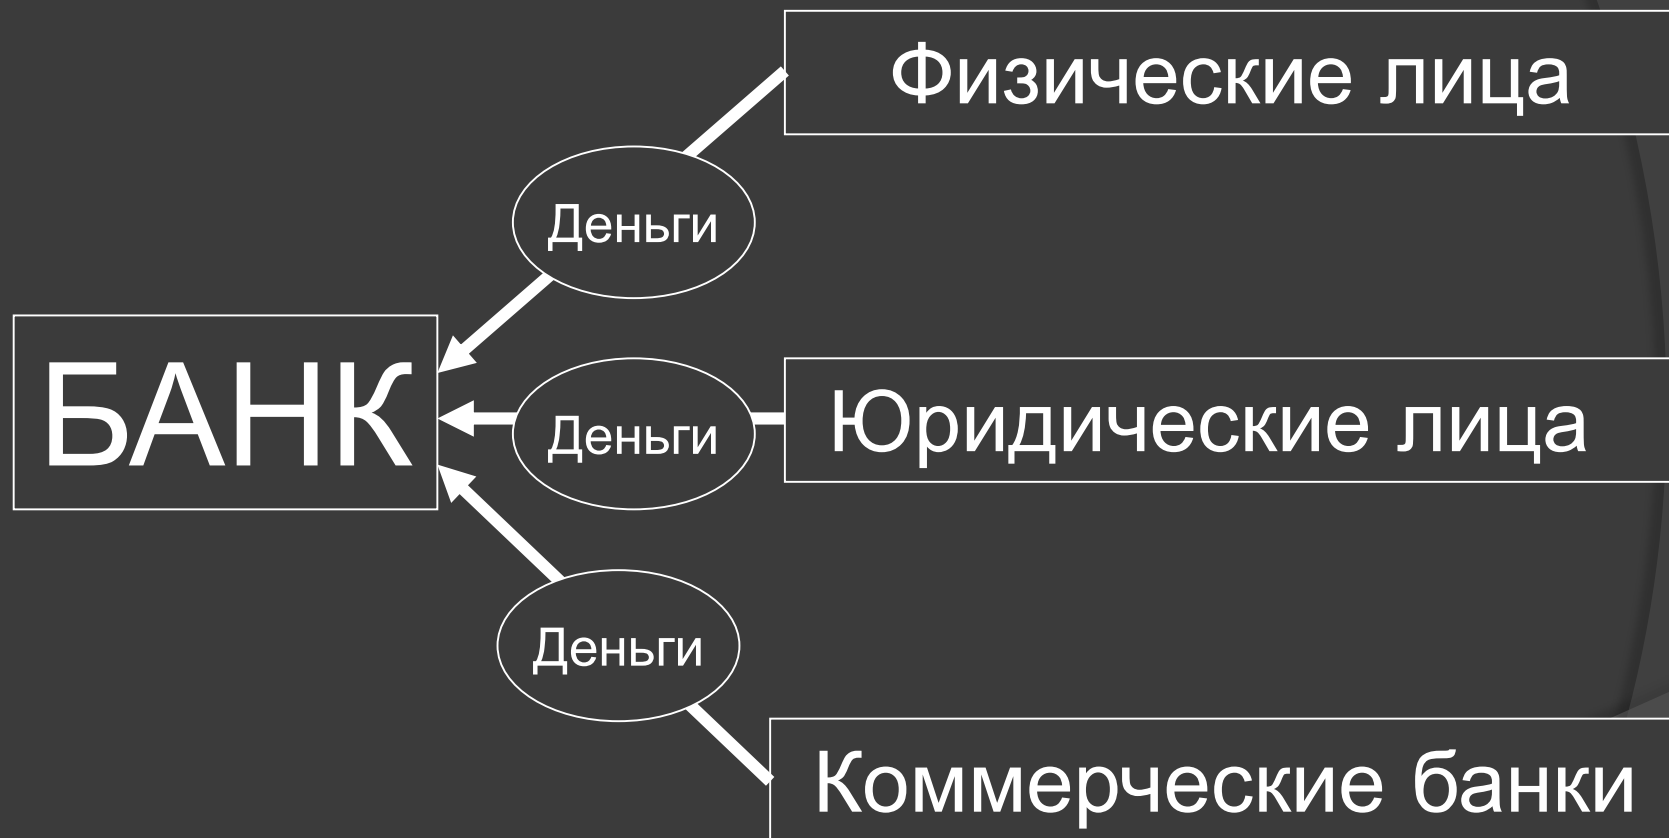 Физические лица
Деньги
БАНК
Деньги
Юридические лица
Деньги
Коммерческие банки